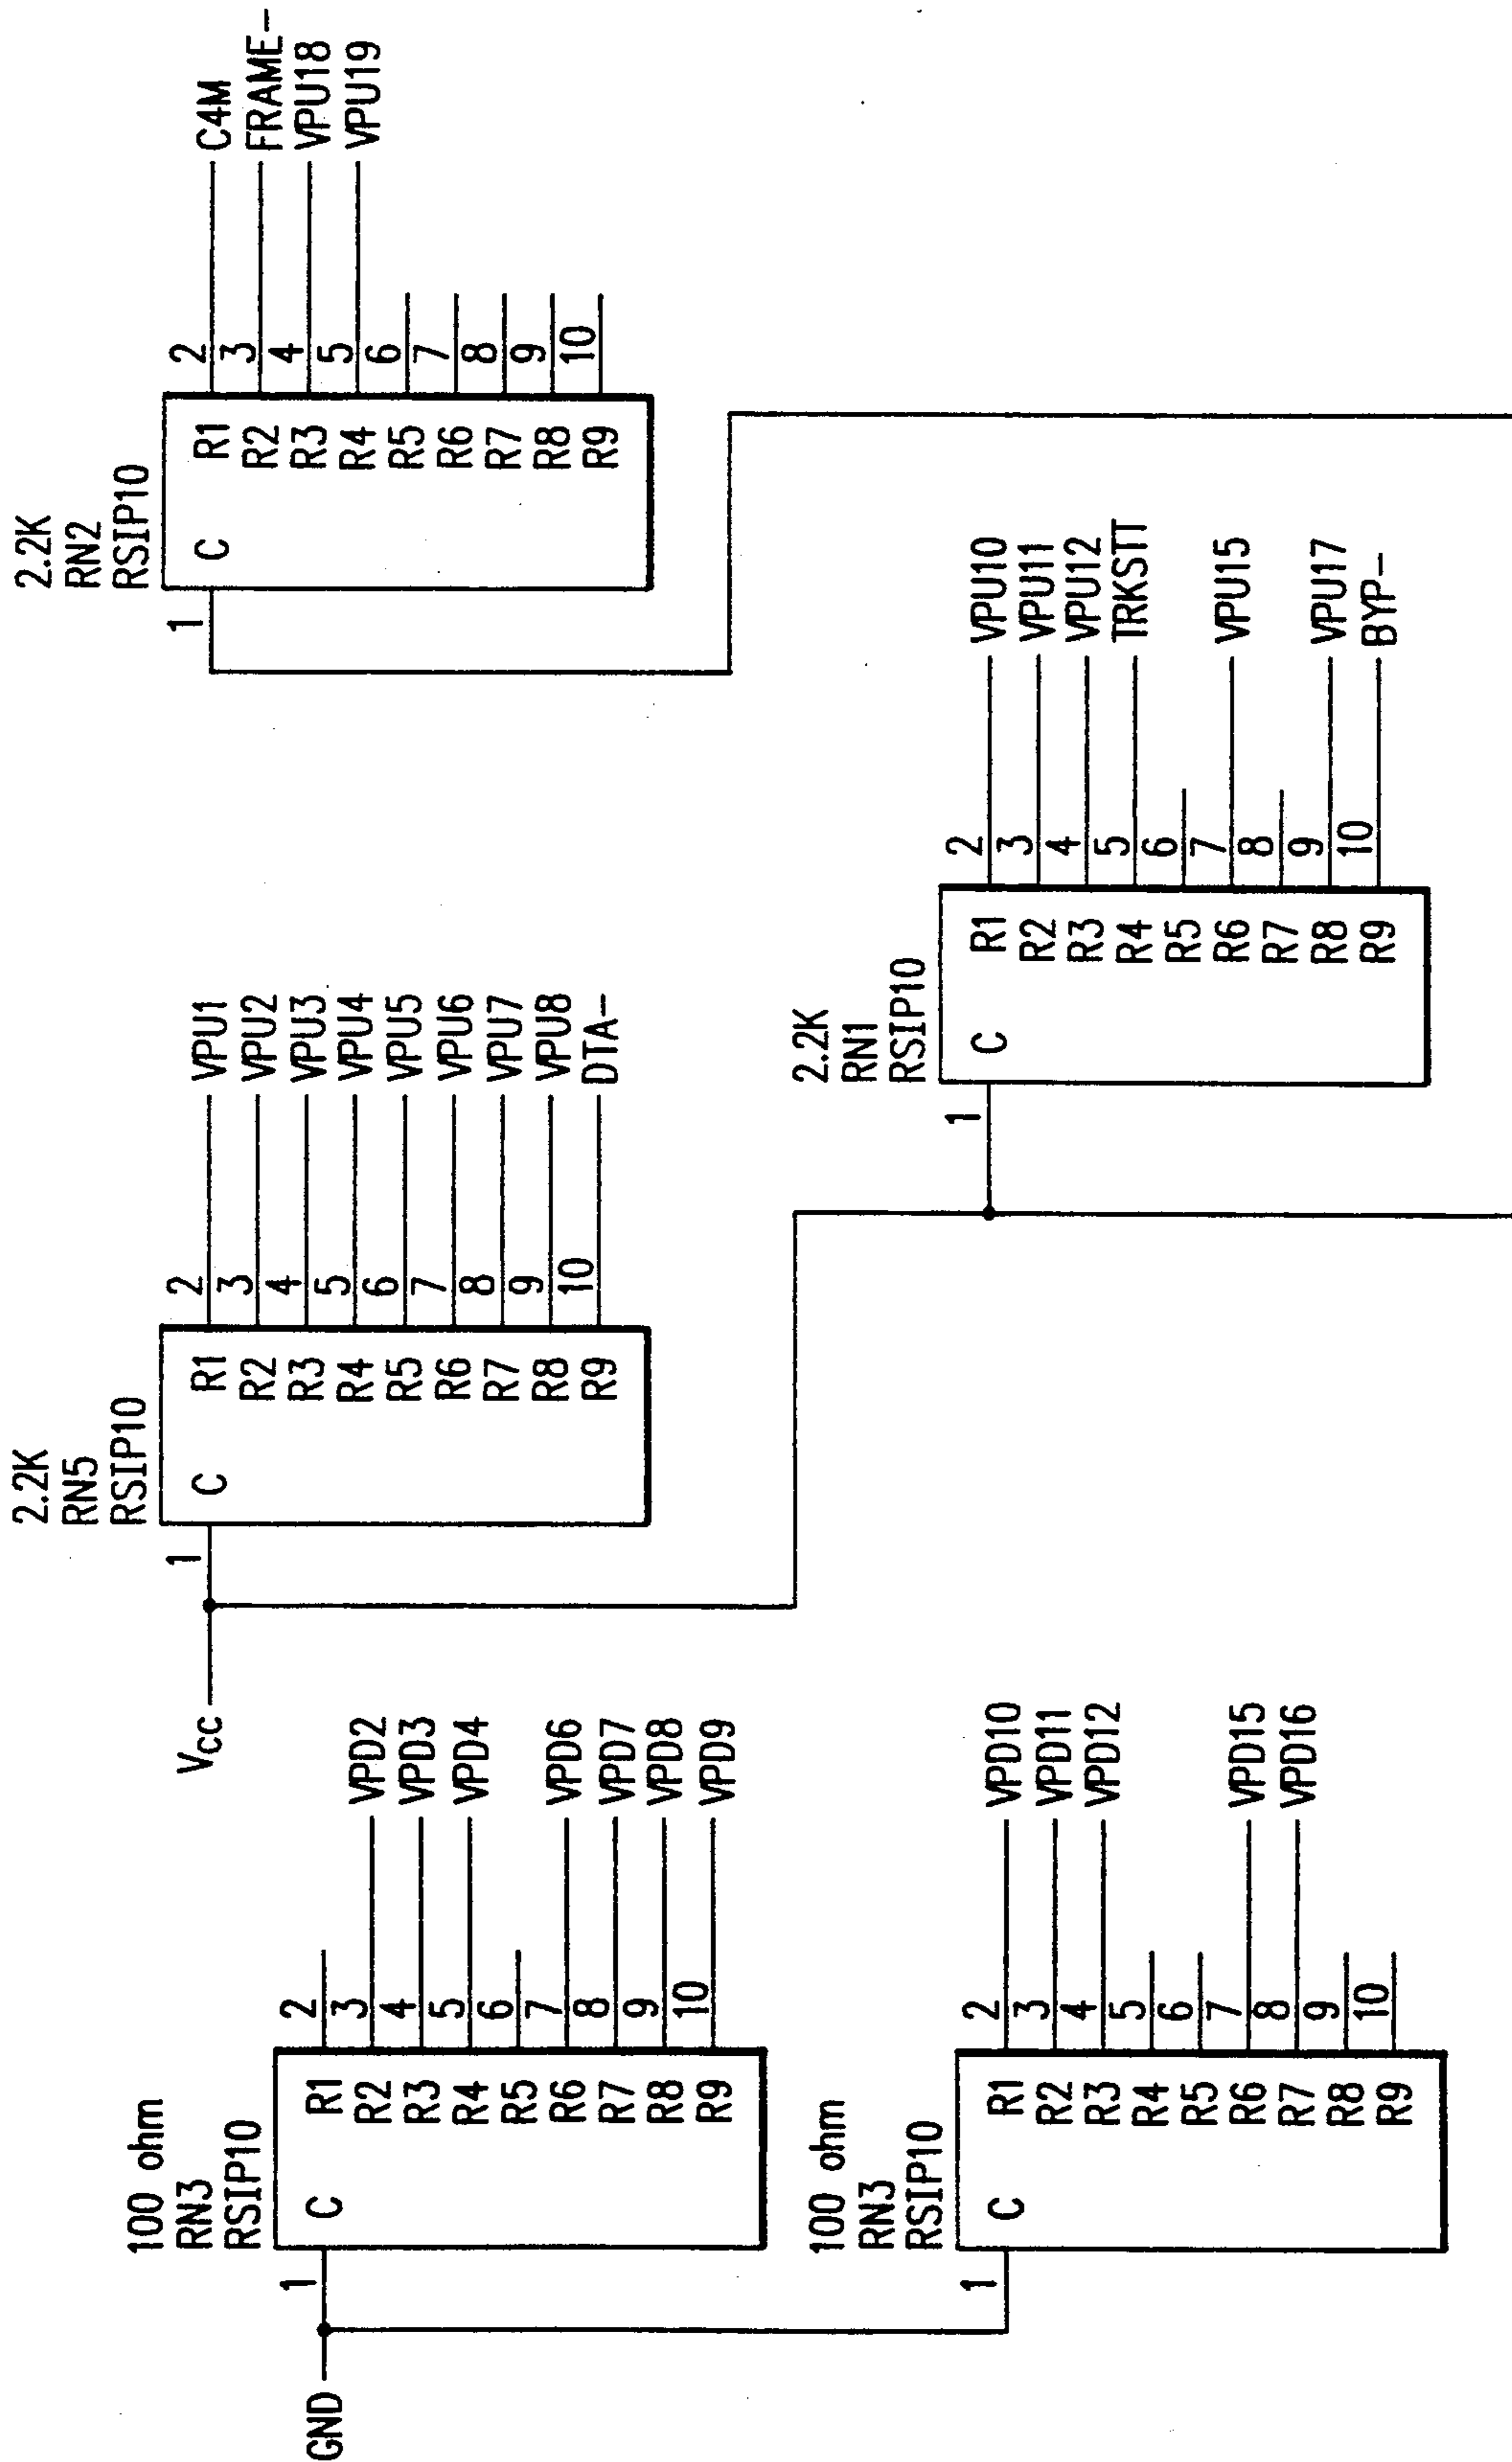 100 ohm
RN3
RSIP10
GND
1
C
R1 2
R2 3 VPD2
R3 4 VPD3
R4 5 VPD4
R5 6
R6 7 VPD6
R7 8 VPD7
R8 9 VPD8
R9 10 VPD9
100 ohm
RN3
RSIP10
1
C
R1 2 VPD10
R2 3 VPD11
R3 4 VPD12
R4 5
R5 6
R6 7 VPD15
R7 8 VPD16
R8 9
R9 10
2.2K
RN5
RSIP10
Vcc
1
C
R1 2 VPU1
R2 3 VPU2
R3 4 VPU3
R4 5 VPU4
R5 6 VPU5
R6 7 VPU6
R7 8 VPU7
R8 9 VPU8
R9 10 DTA-
2.2K
RN1
RSIP10
1
C
R1 2 VPU10
R2 3 VPU11
R3 4 VPU12
R4 5 TRKSTT
R5 6
R6 7 VPU15
R7 8
R8 9 VPU17
R9 10 BYP-
2.2K
RN2
RSIP10
1
C
R1 2 C4M
R2 3 FRAME-
R3 4 VPU18
R4 5 VPU19
R5 6
R6 7
R7 8
R8 9
R9 10